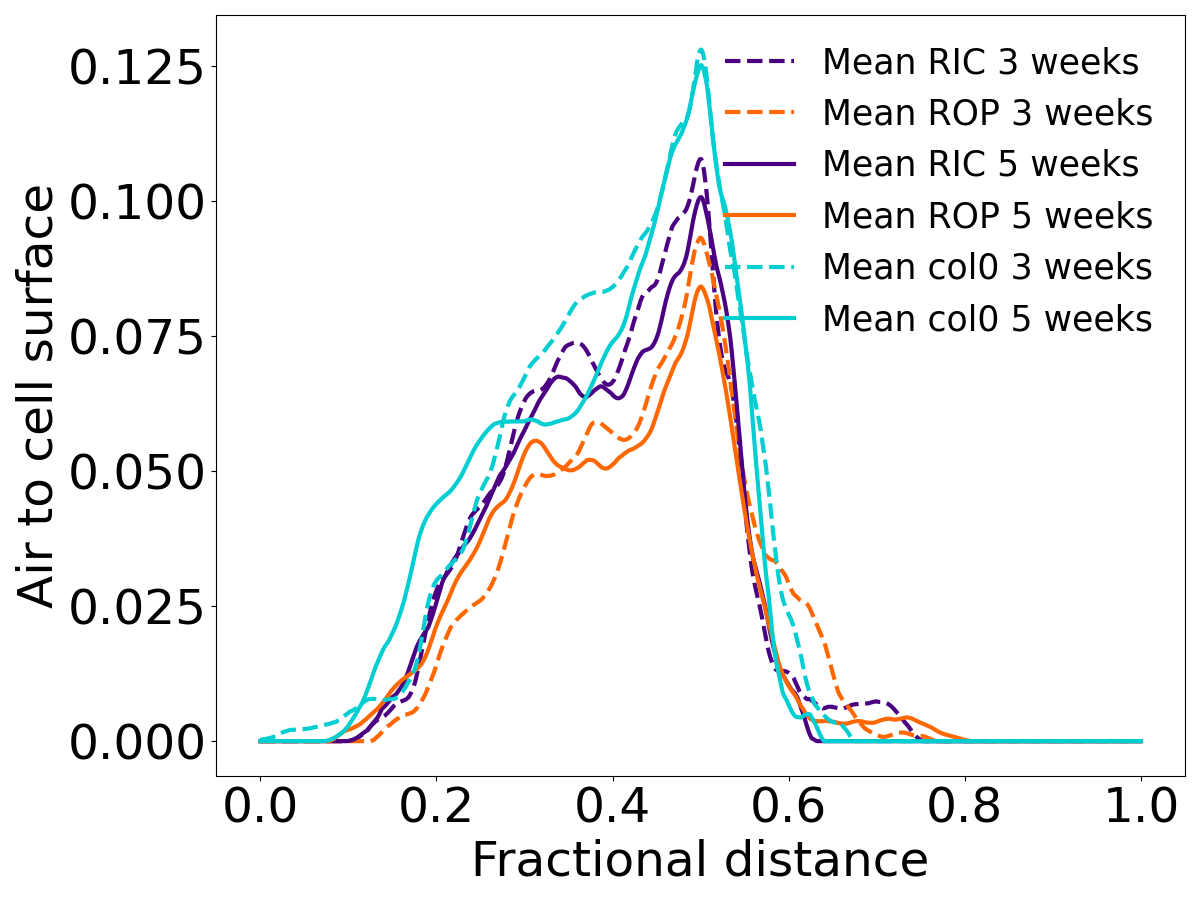 0.125
0.100
0.075
0.050
0.025
0.000
Air to cell surface
0.0 0.2 0.4 0.6 0.8 1.0
Fractional distance
Mean RIC 3 weeks
Mean ROP 3 weeks
Mean RIC 5 weeks
Mean ROP 5 weeks
Mean col0 3 weeks
Mean col0 5 weeks